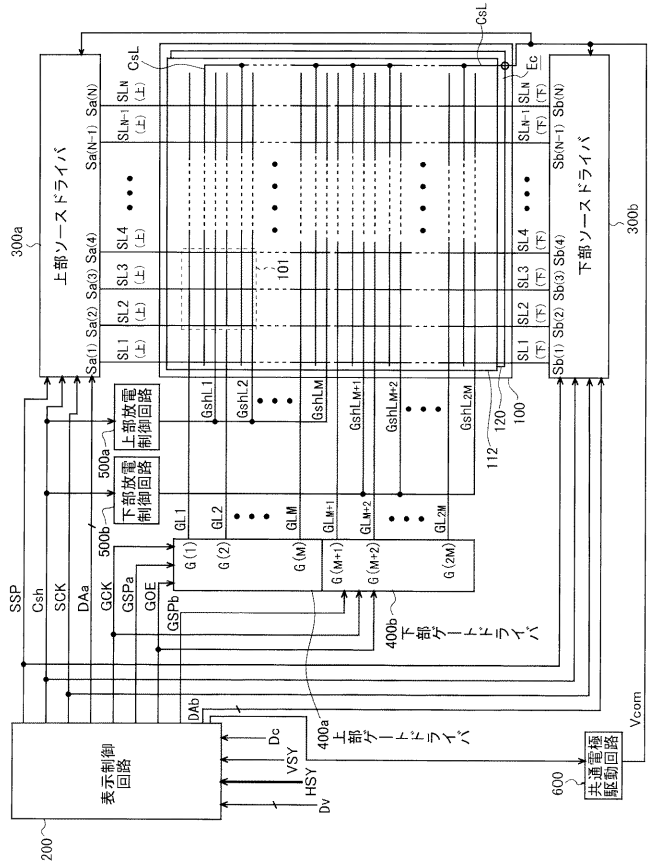 300a
上部ソースドライバ
Sa(1) Sa(2) Sa(3) Sa(4) Sa(N-1) Sa(N)
SL1 SL2 SL3 SL4 SLN-1 SLN
(上) (上) (上) (上) (上) (上)
CsL
CsL
Ec
101
SSP
Csh
SCK
DAa
GCK
GSPa
GOE
GSPb
500a
上部放電
制御回路
500b
下部放電
制御回路
GshL1
GshL2
GshLM
GshLM+1
GshLM+2
GshL2M
GL1
GL2
GLM
GLM+1
GLM+2
GL2M
G(1)
G(2)
G(M)
G(M+1)
G(M+2)
G(2M)
400a
上部ゲートドライバ
400b
下部ゲートドライバ
112
120
100
SL1 SL2 SL3 SL4 SLN-1 SLN
(下) (下) (下) (下) (下) (下)
Sb(1) Sb(2) Sb(3) Sb(4) Sb(N-1) Sb(N)
下部ソースドライバ
300b
200
表示制御
回路
DAb
Dc
VSY
HSY
Dv
600
共通電極
駆動回路
Vcom